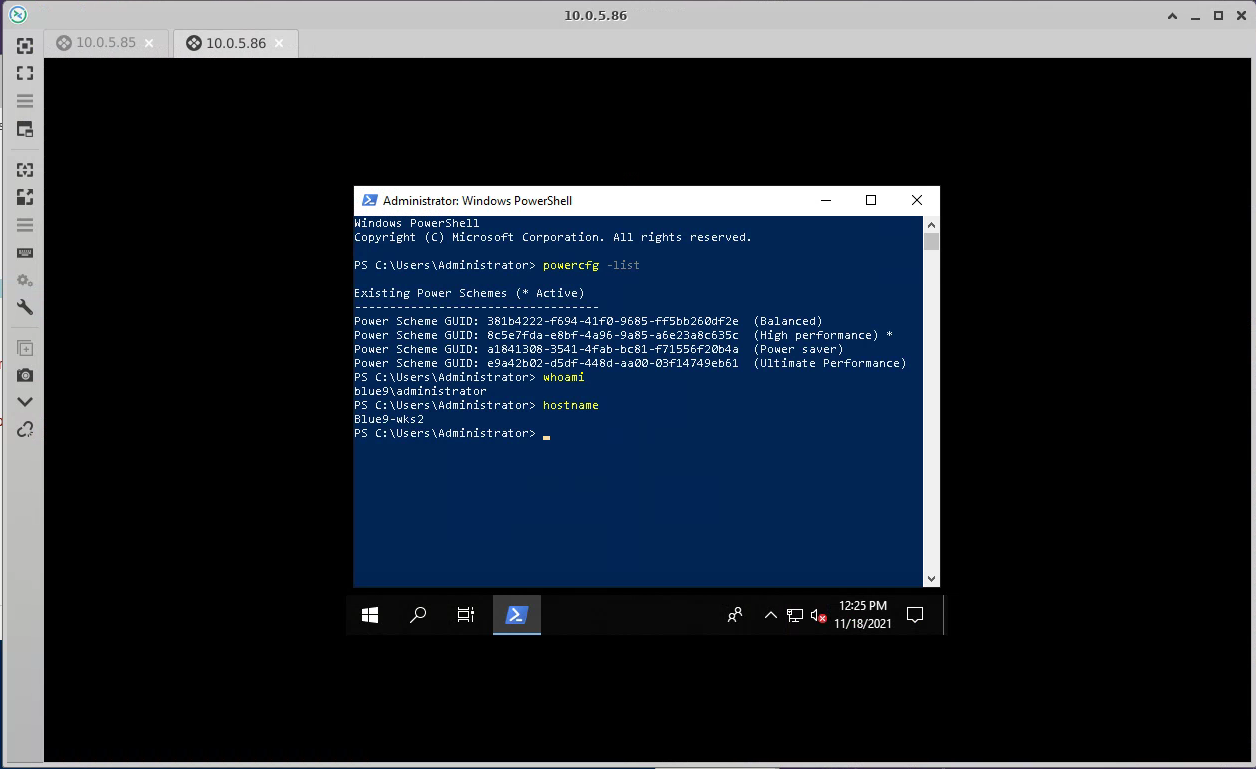 10.0.5.86
10.0.5.85
10.0.5.86
Administrator: Windows PowerShell
Windows PowerShell
Copyright (C) Microsoft Corporation. All rights reserved.
PS C:\Users\Administrator> powercfg -list
Existing Power Schemes (* Active)
-----------------------------------
Power Scheme GUID: 381b4222-f694-41f0-9685-ff5bb260df2e  (Balanced)
Power Scheme GUID: 8c5e7fda-e8bf-4a96-9a85-a6e23a8c635c  (High performance) *
Power Scheme GUID: a1841308-3541-4fab-bc81-f71556f20b4a  (Power saver)
Power Scheme GUID: e9a42b02-d5df-448d-aa00-03f14749eb61  (Ultimate Performance)
PS C:\Users\Administrator> whoami
blue9\administrator
PS C:\Users\Administrator> hostname
Blue9-wks2
PS C:\Users\Administrator>
12:25 PM
11/18/2021